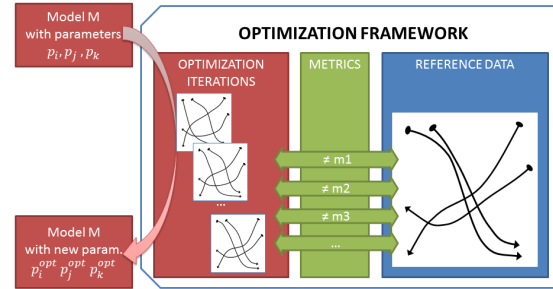 Model M
with parameters
p_i, p_j, p_k
OPTIMIZATION FRAMEWORK
OPTIMIZATION
ITERATIONS
...
METRICS
≠ m1
≠ m2
≠ m3
...
REFERENCE DATA
Model M
with new param.
p_i^opt p_j^opt p_k^opt